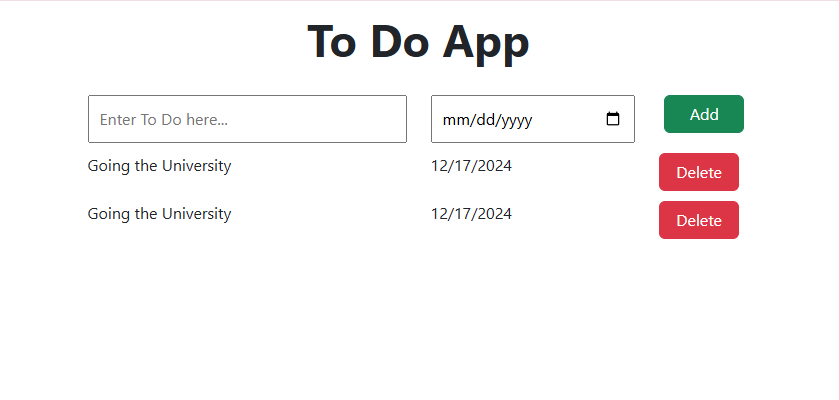 To Do App
Enter To Do here... mm/dd/yyyy Add
Going the University 12/17/2024 Delete
Going the University 12/17/2024 Delete